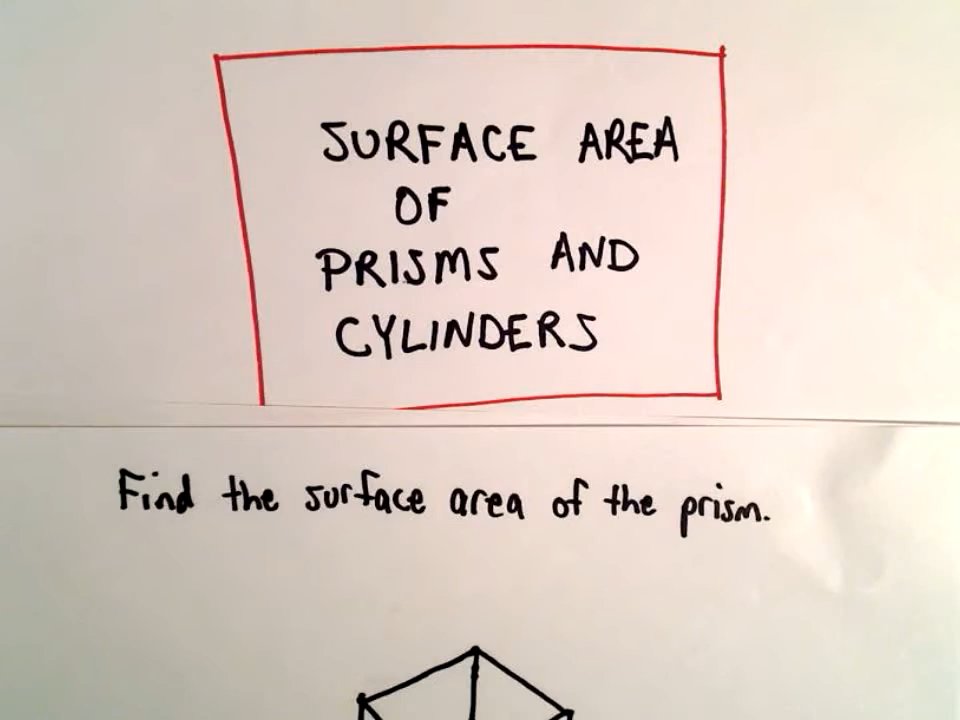 SURFACE AREA
OF
PRISMS AND
CYLINDERS
Find the surface area of the prism.